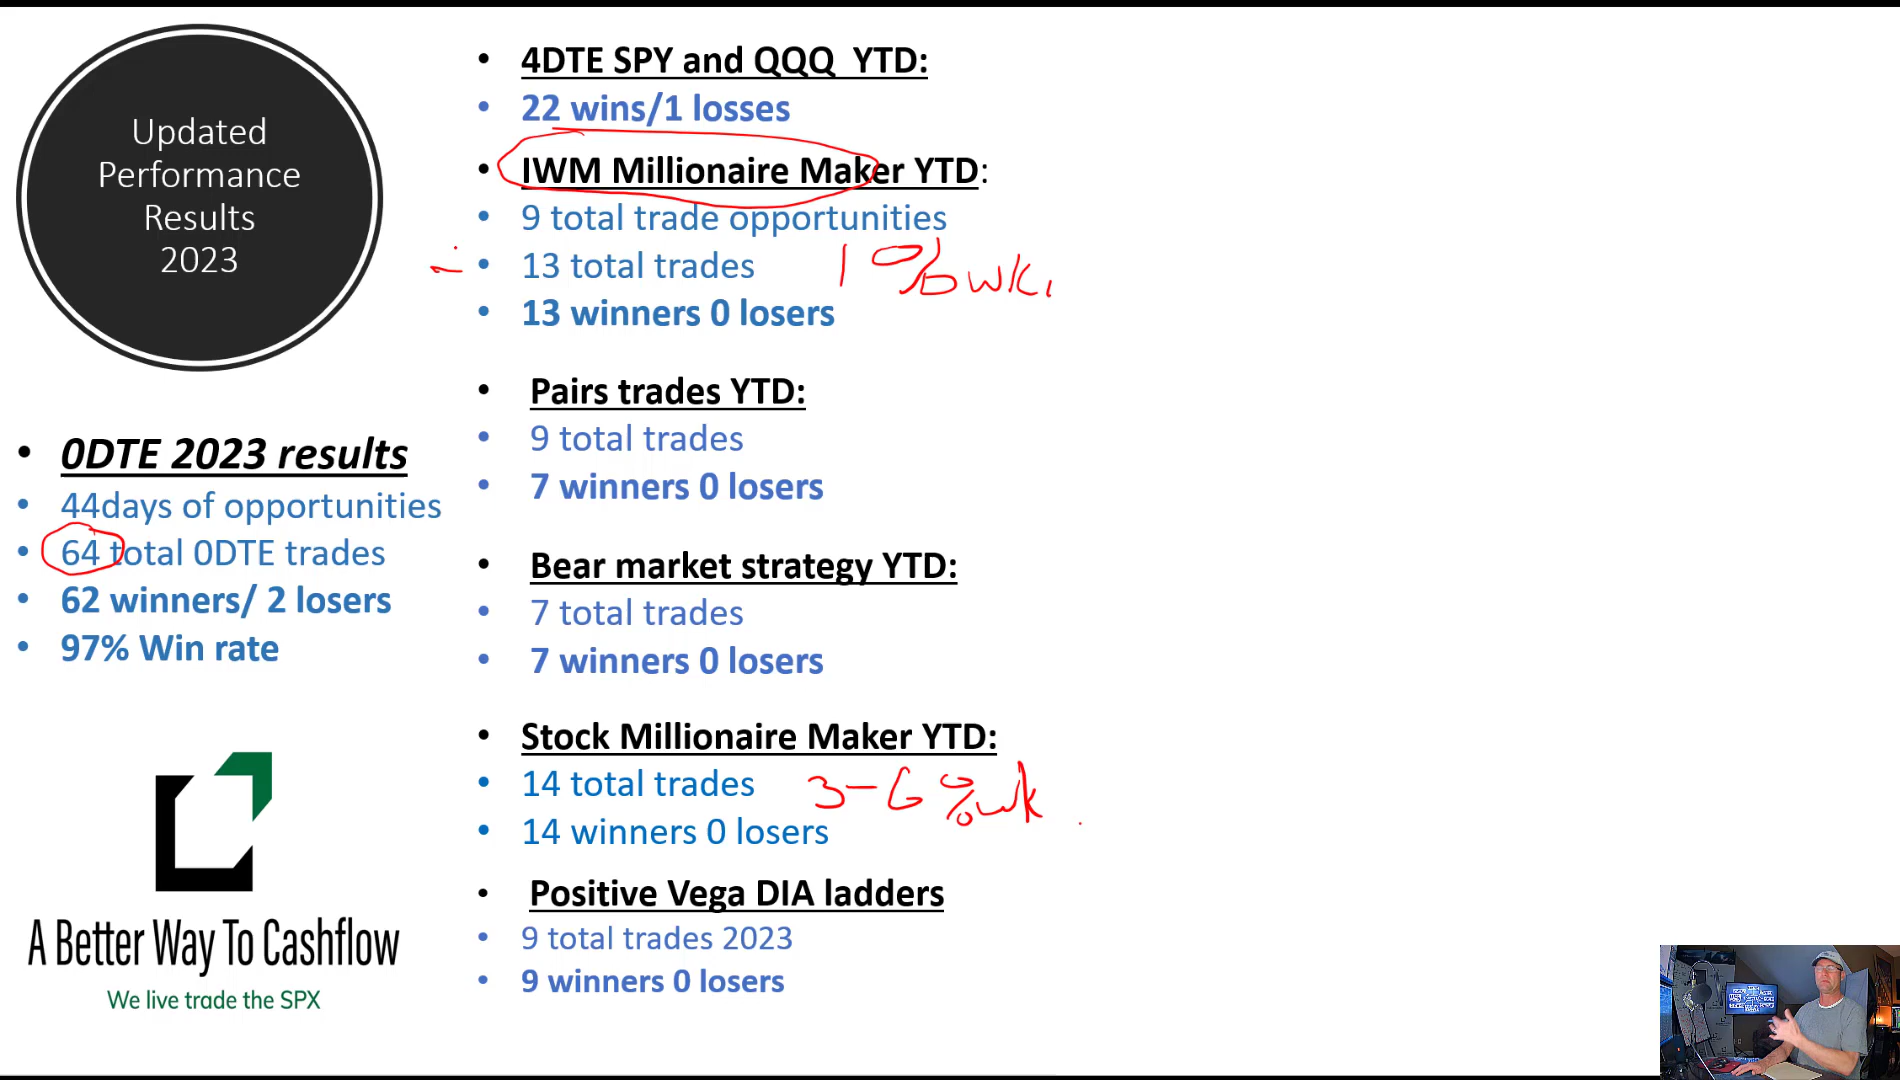 Updated
Performance
Results
2023
• 0DTE 2023 results
• 44days of opportunities
• 64 total 0DTE trades
• 62 winners/ 2 losers
• 97% Win rate
A Better Way To Cashflow
We live trade the SPX
• 4DTE SPY and QQQ YTD:
• 22 wins/1 losses
• IWM Millionaire Maker YTD:
• 9 total trade opportunities
• 13 total trades 1% wk.
• 13 winners 0 losers
• Pairs trades YTD:
• 9 total trades
• 7 winners 0 losers
• Bear market strategy YTD:
• 7 total trades
• 7 winners 0 losers
• Stock Millionaire Maker YTD:
• 14 total trades 3-6% wk
• 14 winners 0 losers
• Positive Vega DIA ladders
• 9 total trades 2023
• 9 winners 0 losers